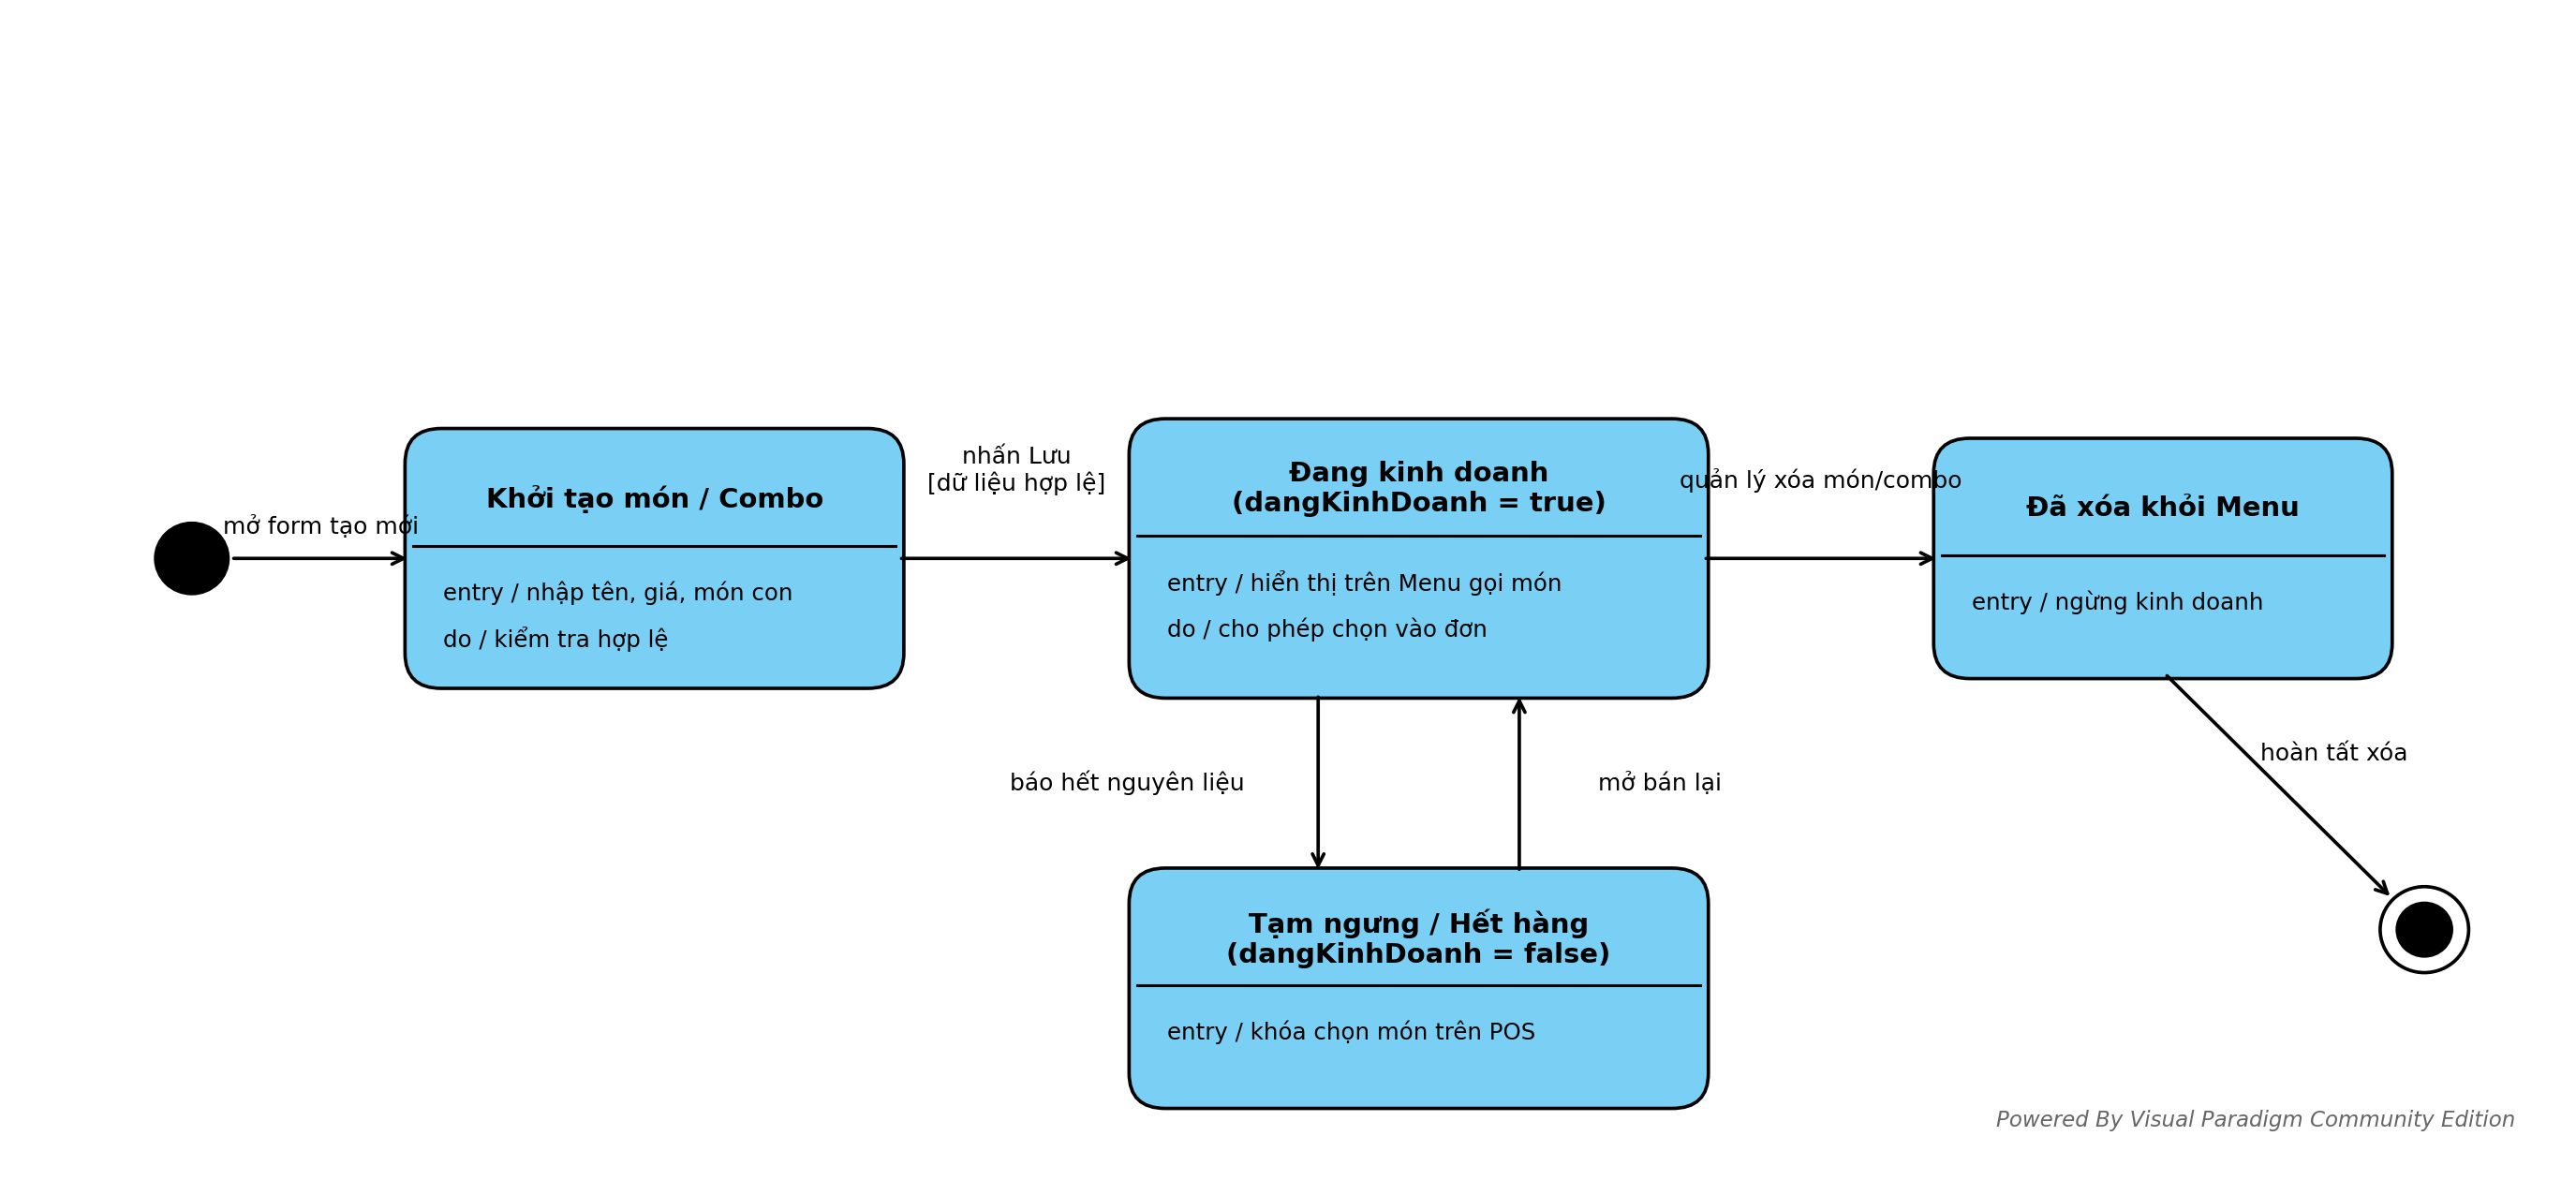 mở form tạo mới
Khởi tạo món / Combo
entry / nhập tên, giá, món con
do / kiểm tra hợp lệ
nhấn Lưu
[dữ liệu hợp lệ]
Đang kinh doanh
(dangKinhDoanh = true)
entry / hiển thị trên Menu gọi món
do / cho phép chọn vào đơn
quản lý xóa món/combo
Đã xóa khỏi Menu
entry / ngừng kinh doanh
báo hết nguyên liệu
mở bán lại
hoàn tất xóa
Tạm ngưng / Hết hàng
(dangKinhDoanh = false)
entry / khóa chọn món trên POS
Powered By Visual Paradigm Community Edition